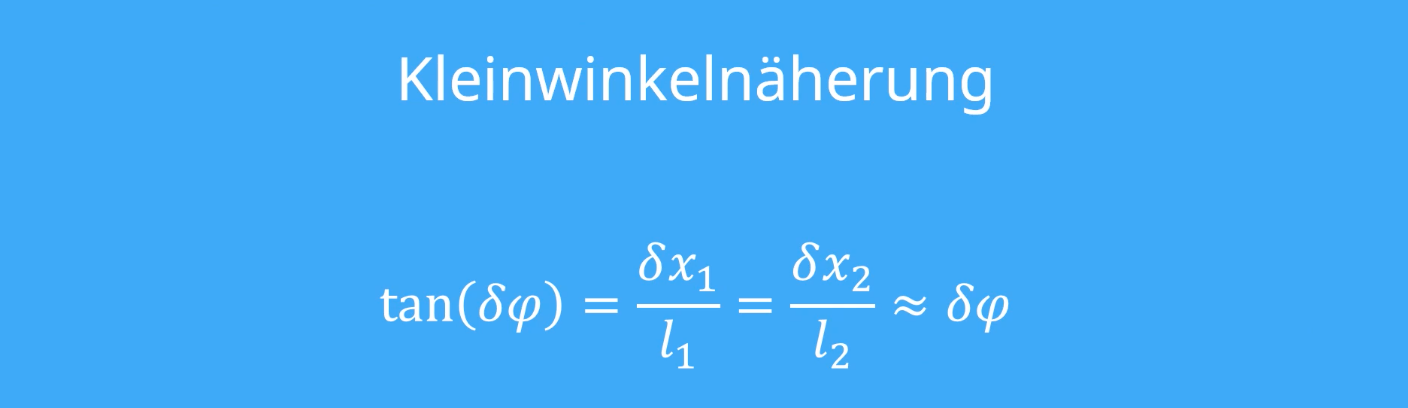 Kleinwinkelnäherung
tan(δφ) = δx₁/l₁ = δx₂/l₂ ≈ δφ